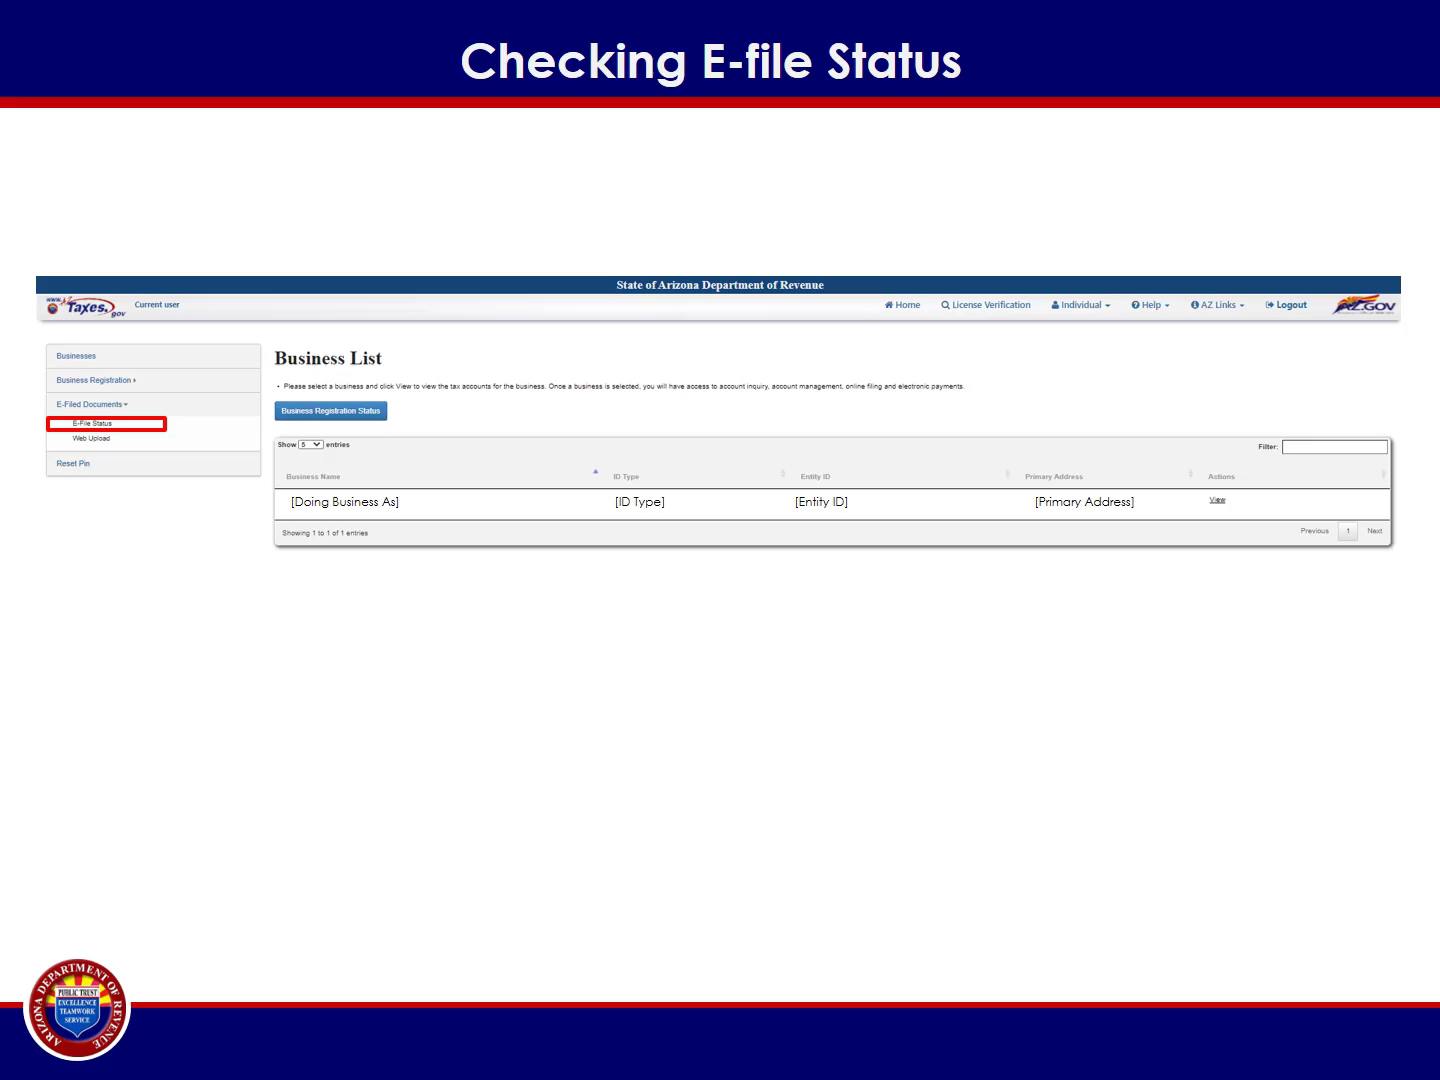 Checking E-file Status
State of Arizona Department of Revenue
www.AZTaxes.gov
Current user
Home
License Verification
Individual
Help
AZ Links
Logout
AZ.GOV
Businesses
Business Registration
E-Filed Documents
E-File Status
Web Upload
Reset Pin
Business List
• Please select a business and click View to view the tax accounts for the business. Once a business is selected, you will have access to account inquiry, account management, online filing and electronic payments.
Business Registration Status
Show 5 entries
Filter:
Business Name ID Type Entity ID Primary Address Actions
[Doing Business As] [ID Type] [Entity ID] [Primary Address] View
Showing 1 to 1 of 1 entries
Previous 1 Next
ARIZONA DEPARTMENT OF REVENUE
PUBLIC TRUST
EXCELLENCE
TEAMWORK
SERVICE